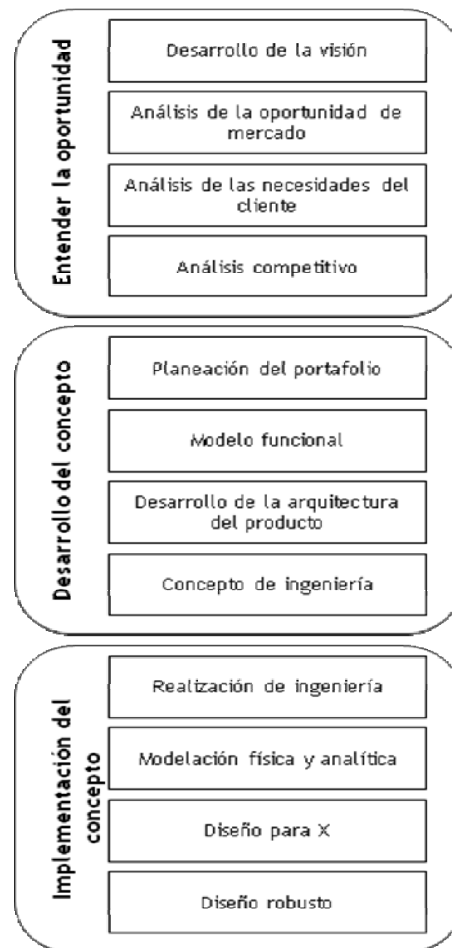 Entender la oportunidad
Desarrollo de la visión
Análisis de la oportunidad de
mercado
Análisis de las necesidades del
cliente
Análisis competitivo
Desarrollo del concepto
Planeación del portafolio
Modelo funcional
Desarrollo de la arquitectura
del producto
Concepto de ingeniería
Implementación del
concepto
Realización de ingeniería
Modelación física y analítica
Diseño para X
Diseño robusto